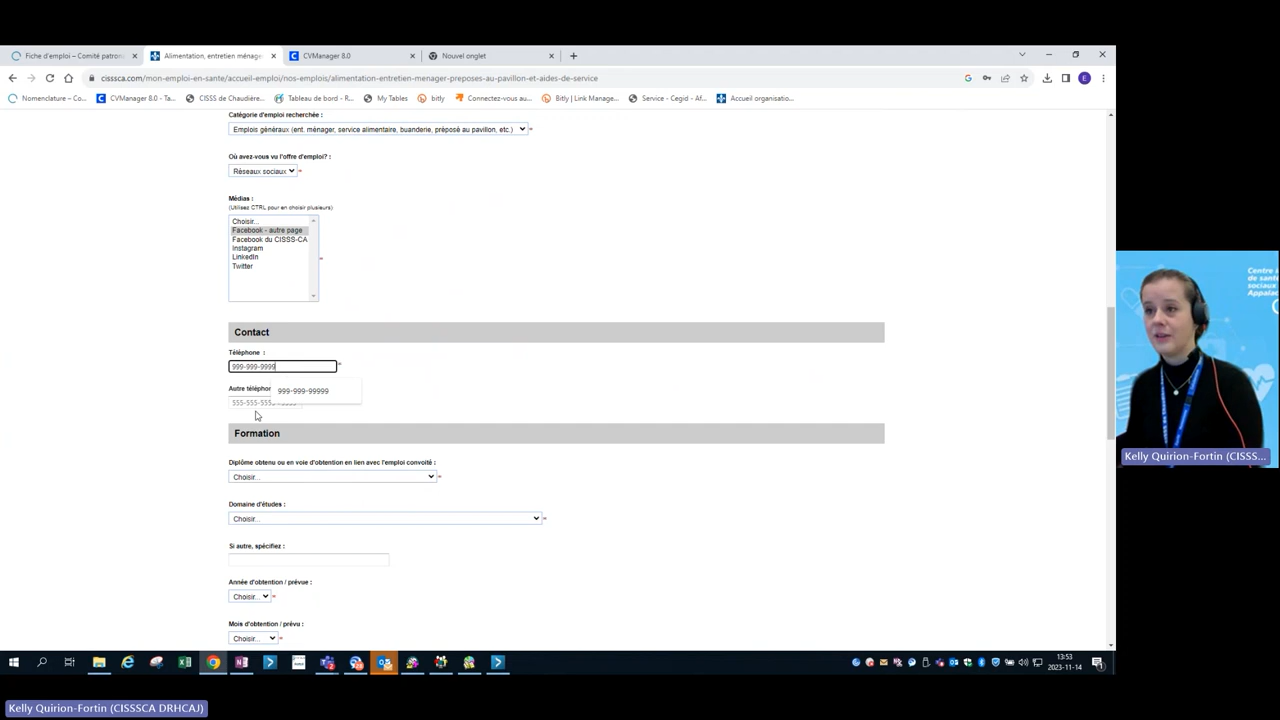 Fiche d'emploi – Comité patron...
Alimentation, entretien ménage
CVManager 8.0
Nouvel onglet
cisssca.com/mon-emploi-en-sante/accueil-emploi/nos-emplois/alimentation-entretien-menager-preposes-au-pavillon-et-aides-de-service
E
Nomenclature – Co...
CVManager 8.0 - Ta...
CISSS de Chaudière...
Tableau de bord - R...
My Tables
bitly
Connectez-vous au...
Bitly | Link Manage...
Service - Cegid - Af...
Accueil organisatio...
Catégorie d'emploi recherchée :
Emplois généraux (ent. ménager, service alimentaire, buanderie, préposé au pavillon, etc.)
Où avez-vous vu l'offre d'emploi? :
Réseaux sociaux
Médias :
(Utilisez CTRL pour en choisir plusieurs)
Choisir...
Facebook - autre page
Facebook du CISSS-CA
Instagram
LinkedIn
Twitter
Contact
Téléphone :
999-999-9999
999-999-99999
Autre téléphon
Formation
Diplôme obtenu ou en voie d'obtention en lien avec l'emploi convoité :
Choisir...
Domaine d'études :
Choisir...
Si autre, spécifiez :
Année d'obtention / prévue :
Choisir...
Mois d'obtention / prévu :
Choisir...
Centre i
de santé
sociaux
Appalac
Kelly Quirion-Fortin (CISSS...
13:53
2023-11-14
Kelly Quirion-Fortin (CISSSCA DRHCAJ)